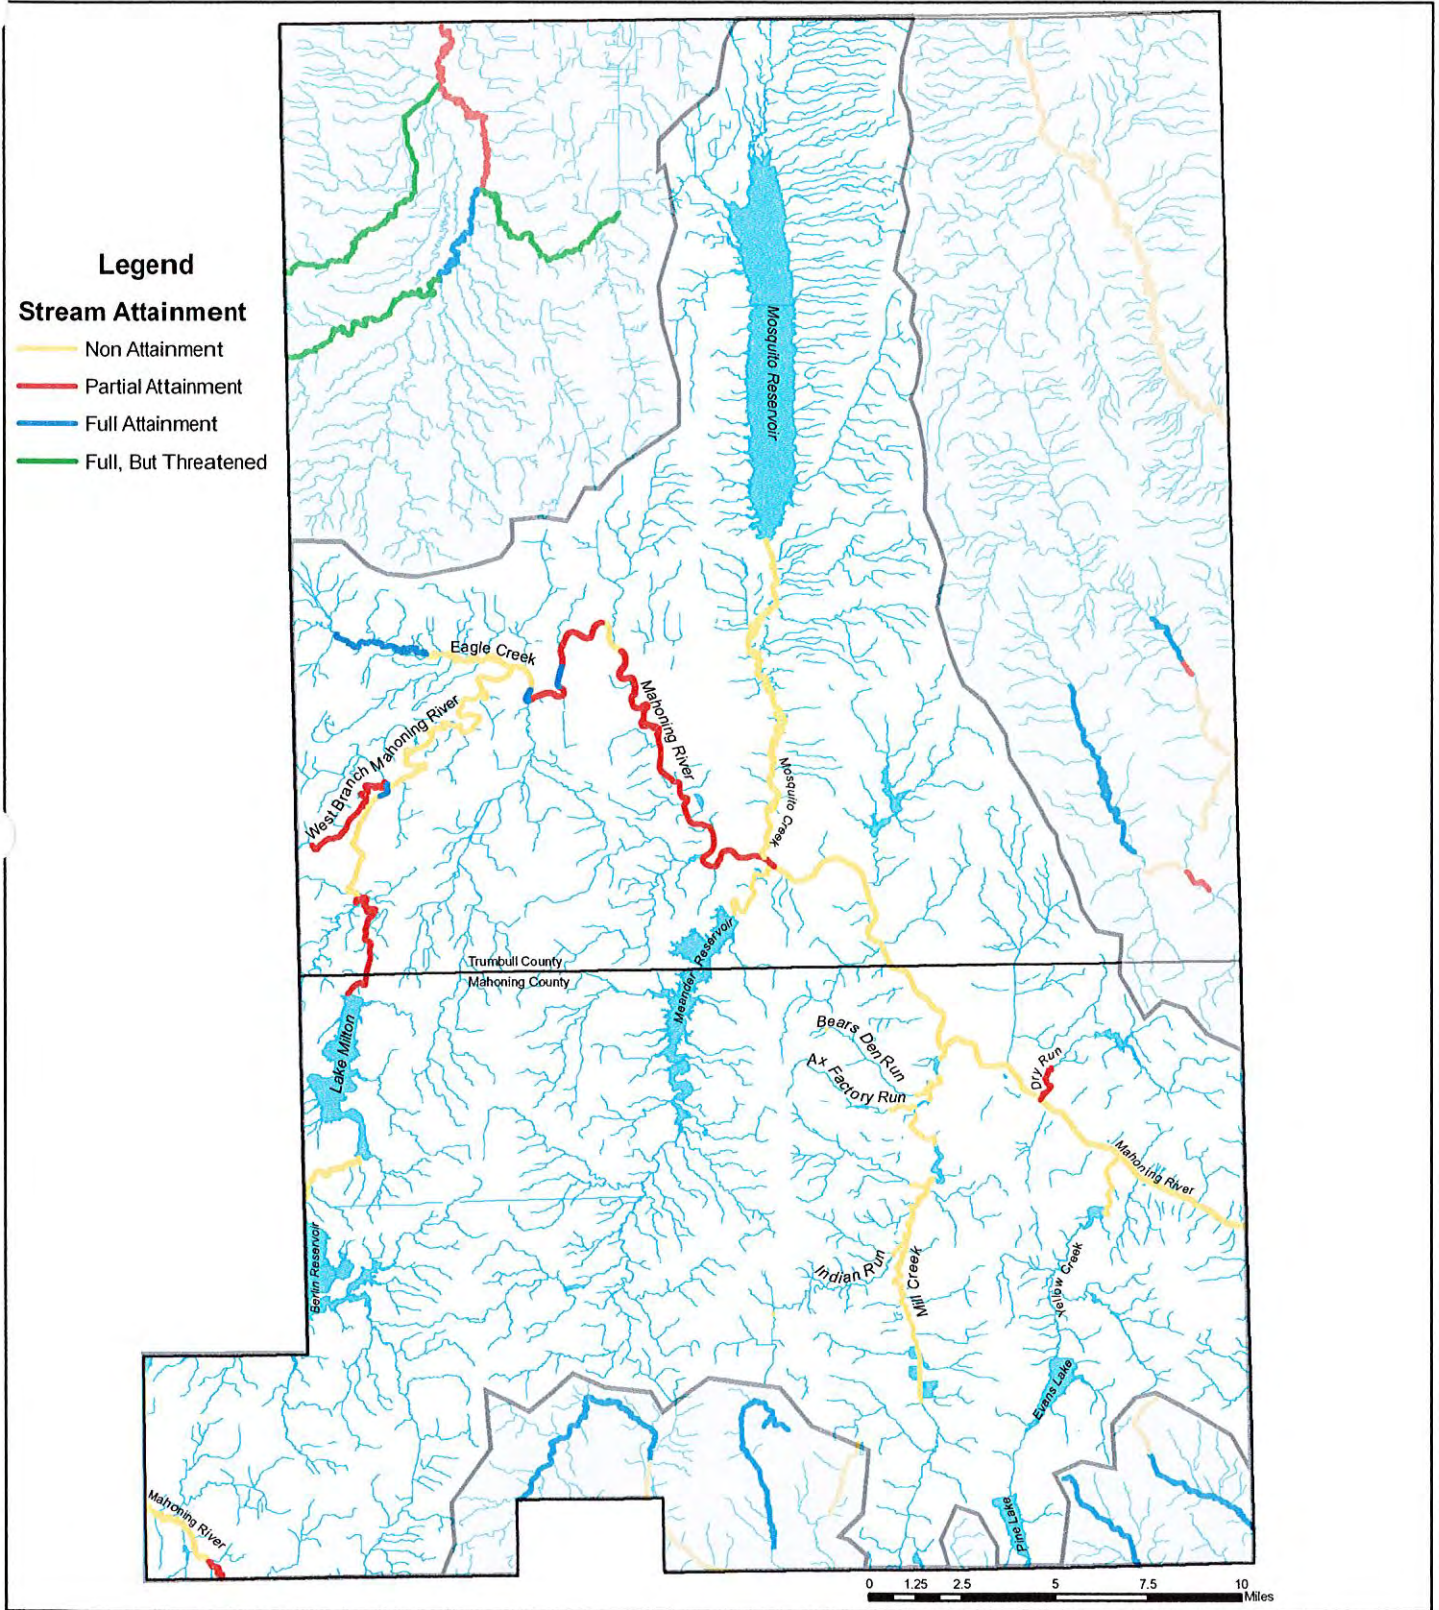 Legend
Stream Attainment
Non Attainment
Partial Attainment
Full Attainment
Full, But Threatened
Mosquito Reservoir
Eagle Creek
West Branch Mahoning River
Mahoning River
Mosquito Creek
Meander Reservoir
Trumbull County
Mahoning County
Lake Milton
Bears Den Run
Ax Factory Run
Dry Run
Mahoning River
Berlin Reservoir
Indian Run
Mill Creek
Yellow Creek
Evans Lake
Mahoning River
Pine Lake
0 1.25 2.5 5 7.5 10
Miles